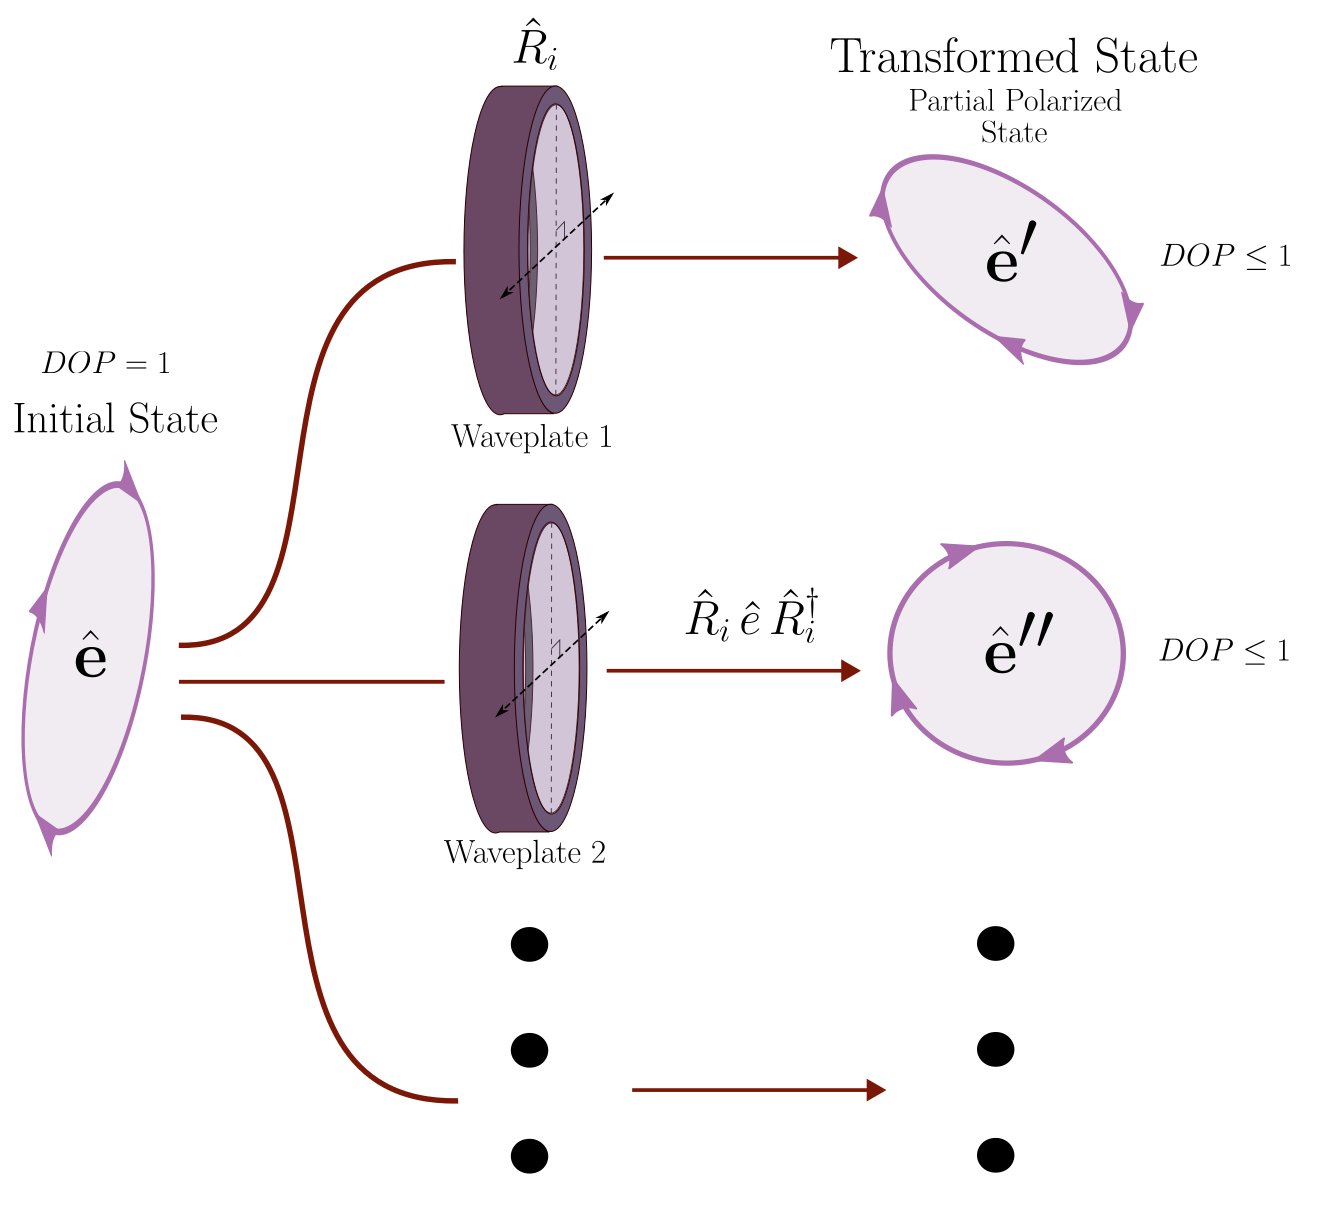 R̂ᵢ
Transformed State
Partial Polarized
State
ê′
DOP ≤ 1
Waveplate 1
DOP = 1
Initial State
ê
R̂ᵢ ê R̂ᵢ†
ê″
DOP ≤ 1
Waveplate 2